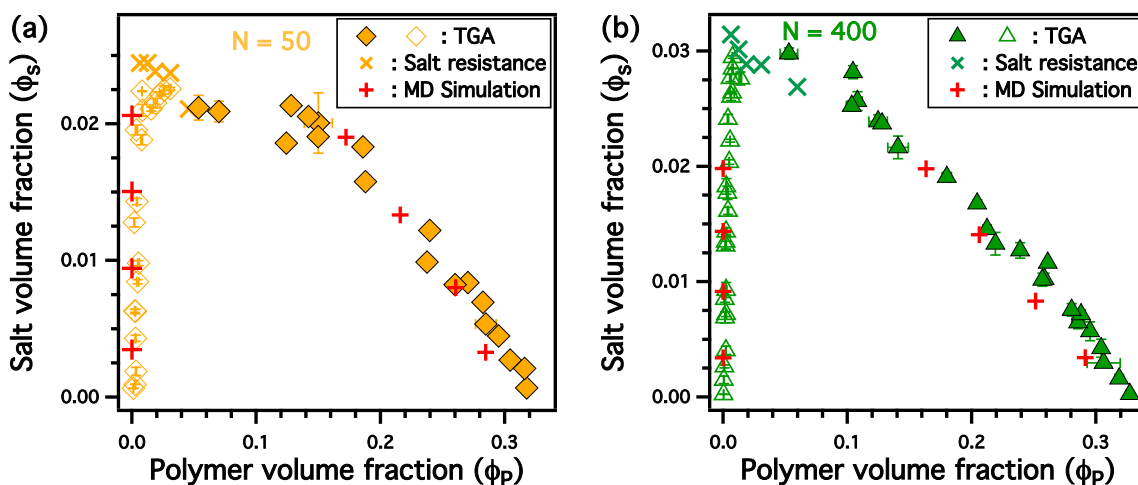 (a)
N = 50
: TGA
: Salt resistance
: MD Simulation
Salt volume fraction (ϕS)
0.02
0.01
0.00
0.0 0.1 0.2 0.3
Polymer volume fraction (ϕP)
(b)
N = 400
: TGA
: Salt resistance
: MD Simulation
Salt volume fraction (ϕS)
0.03
0.02
0.01
0.00
0.0 0.1 0.2 0.3
Polymer volume fraction (ϕP)